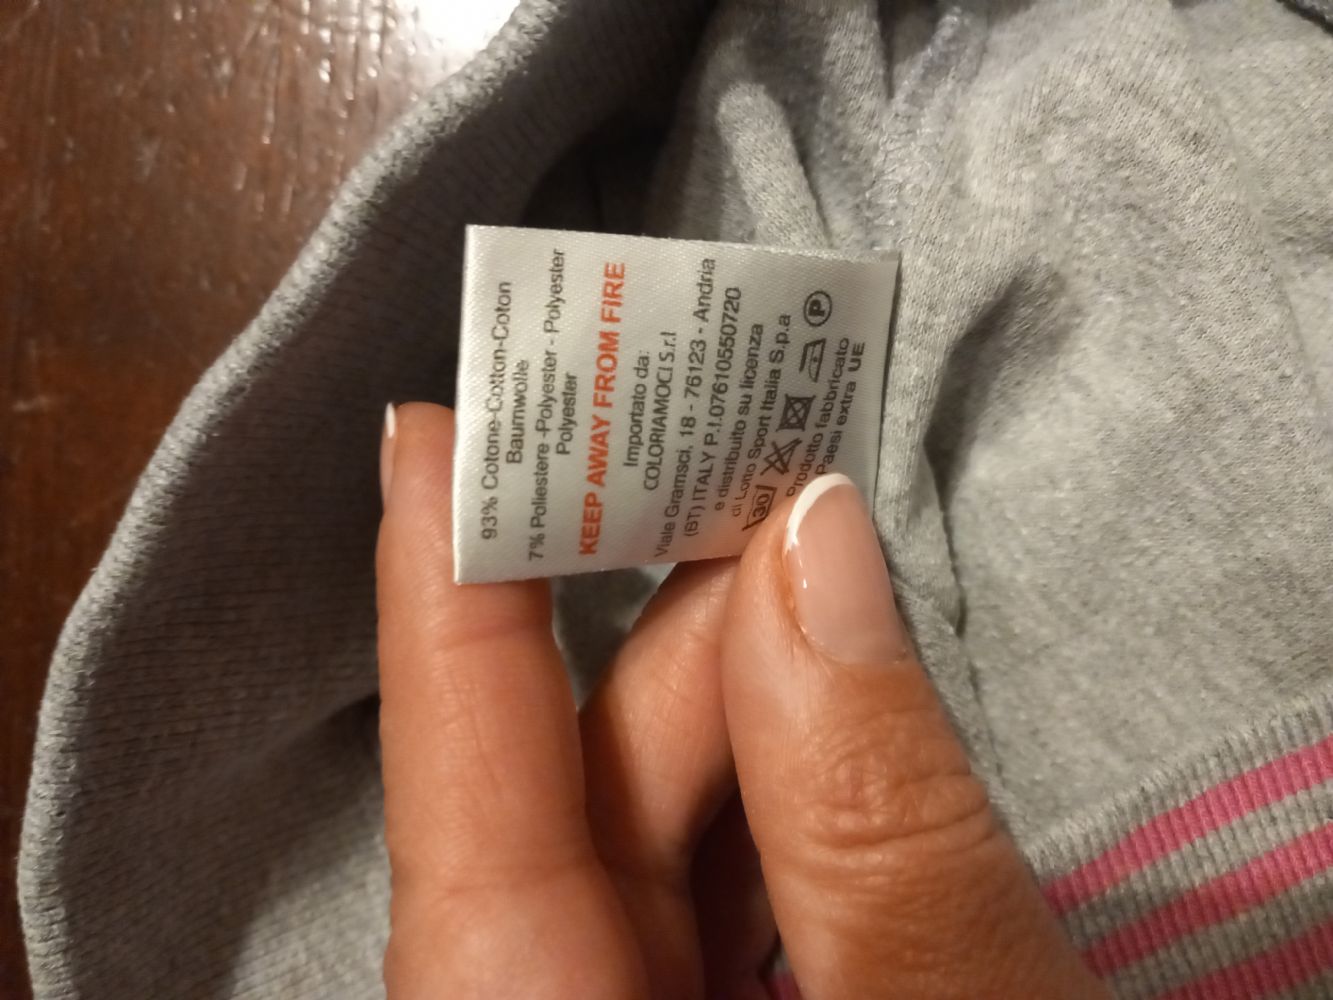 93% Cotone-Cotton-Coton
Baumwolle
7% Poliestere -Polyester - Polyester
Polyester
KEEP AWAY FROM FIRE
Importato da:
COLORIAMOCI S.r.l
Viale Gramsci, 18 - 76123 - Andria
(BT) ITALY P.I.07610550720
e distribuito su licenza
di Lotto Sport Italia S.p.a
30 P
Prodotto fabbricato
Paesi extra UE